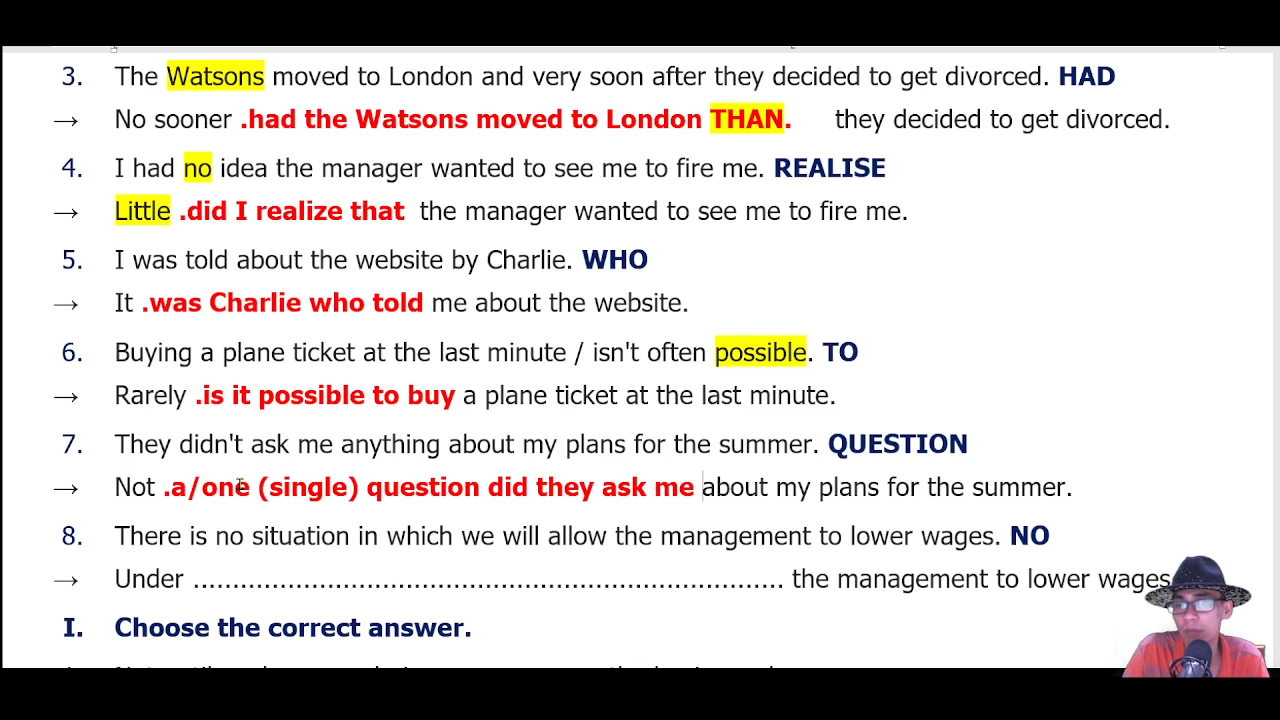 3. The Watsons moved to London and very soon after they decided to get divorced. HAD
→ No sooner .had the Watsons moved to London THAN. they decided to get divorced.
4. I had no idea the manager wanted to see me to fire me. REALISE
→ Little .did I realize that the manager wanted to see me to fire me.
5. I was told about the website by Charlie. WHO
→ It .was Charlie who told me about the website.
6. Buying a plane ticket at the last minute / isn't often possible. TO
→ Rarely .is it possible to buy a plane ticket at the last minute.
7. They didn't ask me anything about my plans for the summer. QUESTION
→ Not .a/one (single) question did they ask me about my plans for the summer.
8. There is no situation in which we will allow the management to lower wages. NO
→ Under ......................................................................... the management to lower wages
I. Choose the correct answer.